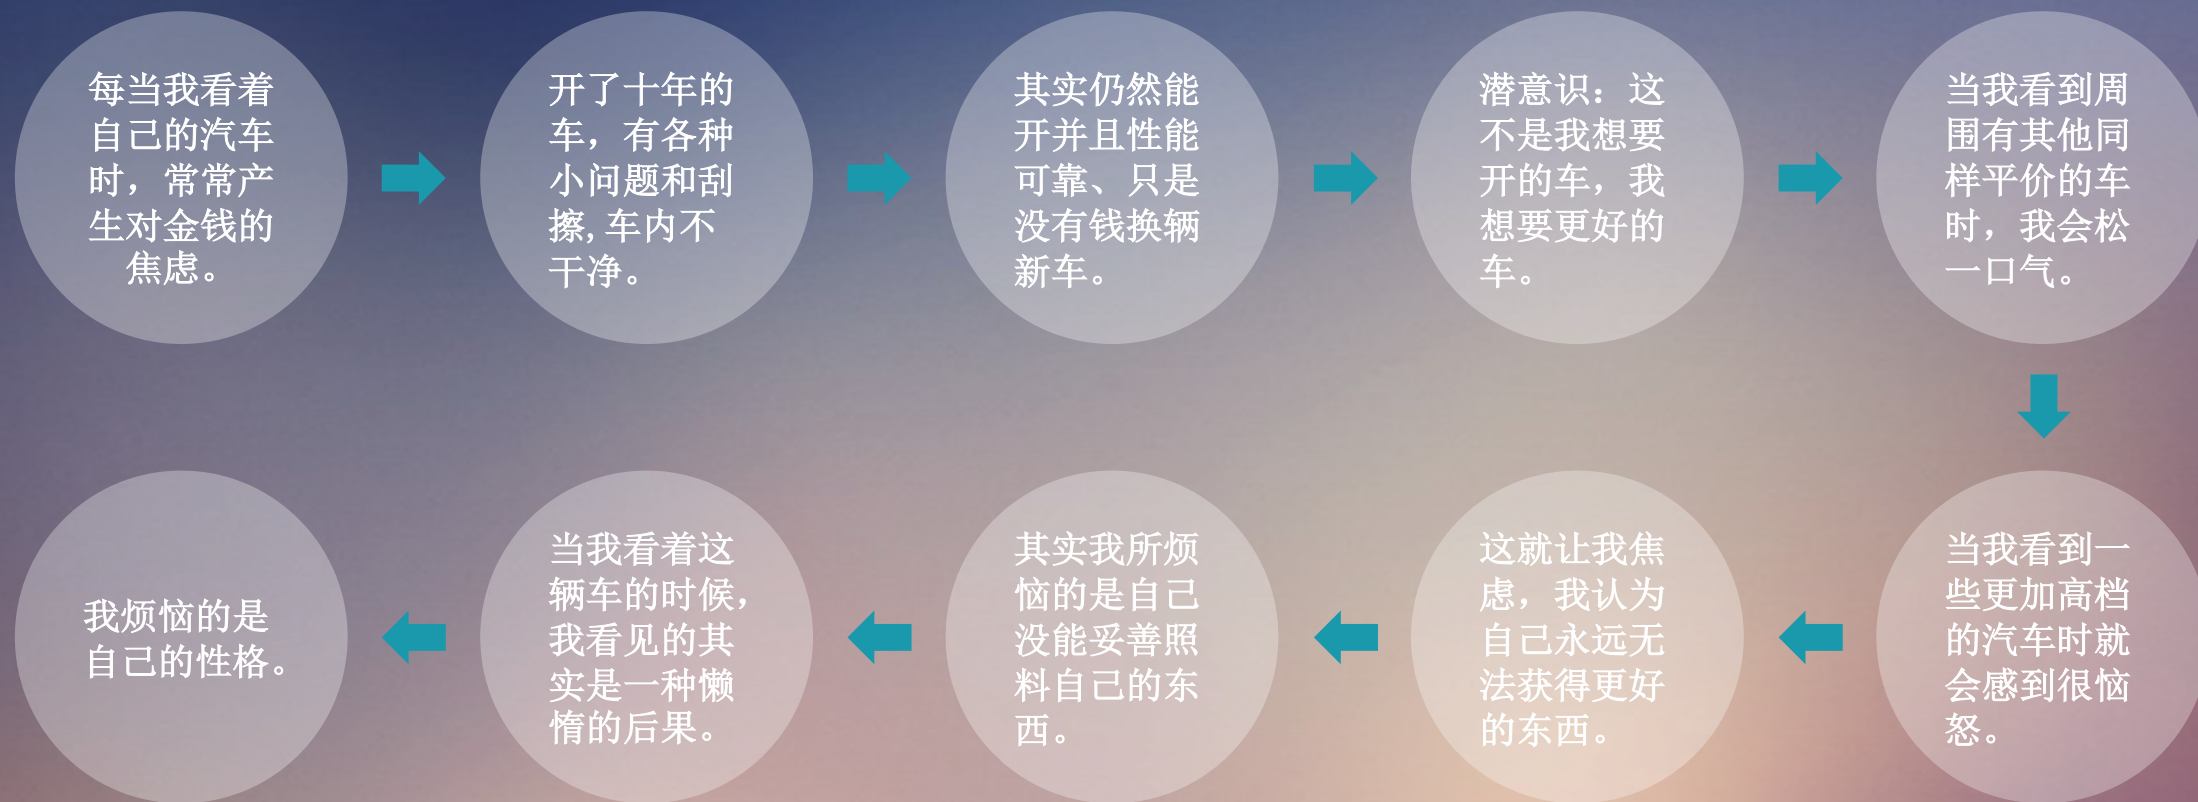 每当我看着
自己的汽车
时，常常产
生对金钱的
焦虑。
开了十年的
车，有各种
小问题和刮
擦,车内不
干净。
其实仍然能
开并且性能
可靠、只是
没有钱换辆
新车。
潜意识：这
不是我想要
开的车，我
想要更好的
车。
当我看到周
围有其他同
样平价的车
时，我会松
一口气。
当我看到一
些更加高档
的汽车时就
会感到很恼
怒。
这就让我焦
虑，我认为
自己永远无
法获得更好
的东西。
其实我所烦
恼的是自己
没能妥善照
料自己的东
西。
当我看着这
辆车的时候，
我看见的其
实是一种懒
惰的后果。
我烦恼的是
自己的性格。